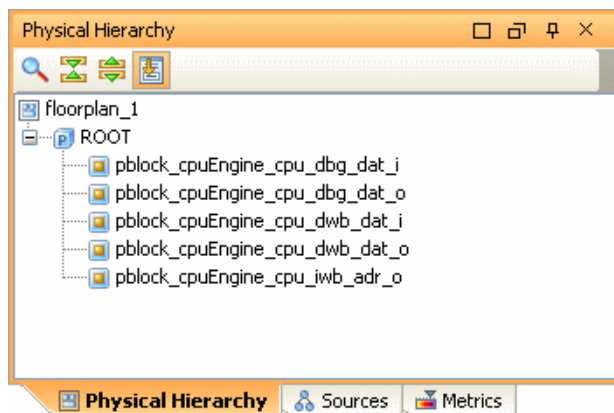 Physical Hierarchy
floorplan_1
ROOT
pblock_cpuEngine_cpu_dbg_dat_i
pblock_cpuEngine_cpu_dbg_dat_o
pblock_cpuEngine_cpu_dwb_dat_i
pblock_cpuEngine_cpu_dwb_dat_o
pblock_cpuEngine_cpu_iwb_adr_o
Physical Hierarchy Sources Metrics